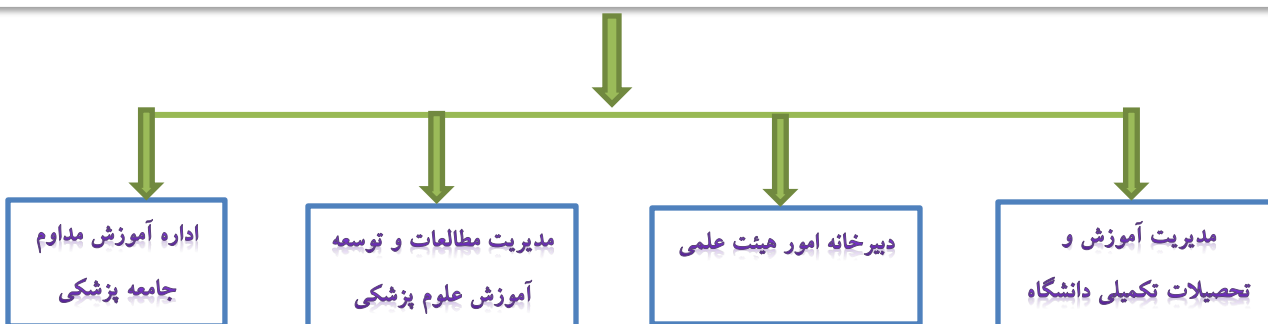 مدیریت آموزش و
تحصیلات تکمیلی دانشگاه
دبیرخانه امور هیئت علمی
مدیریت مطالعات و توسعه
آموزش علوم پزشکی
اداره آموزش مداوم
جامعه پزشکی